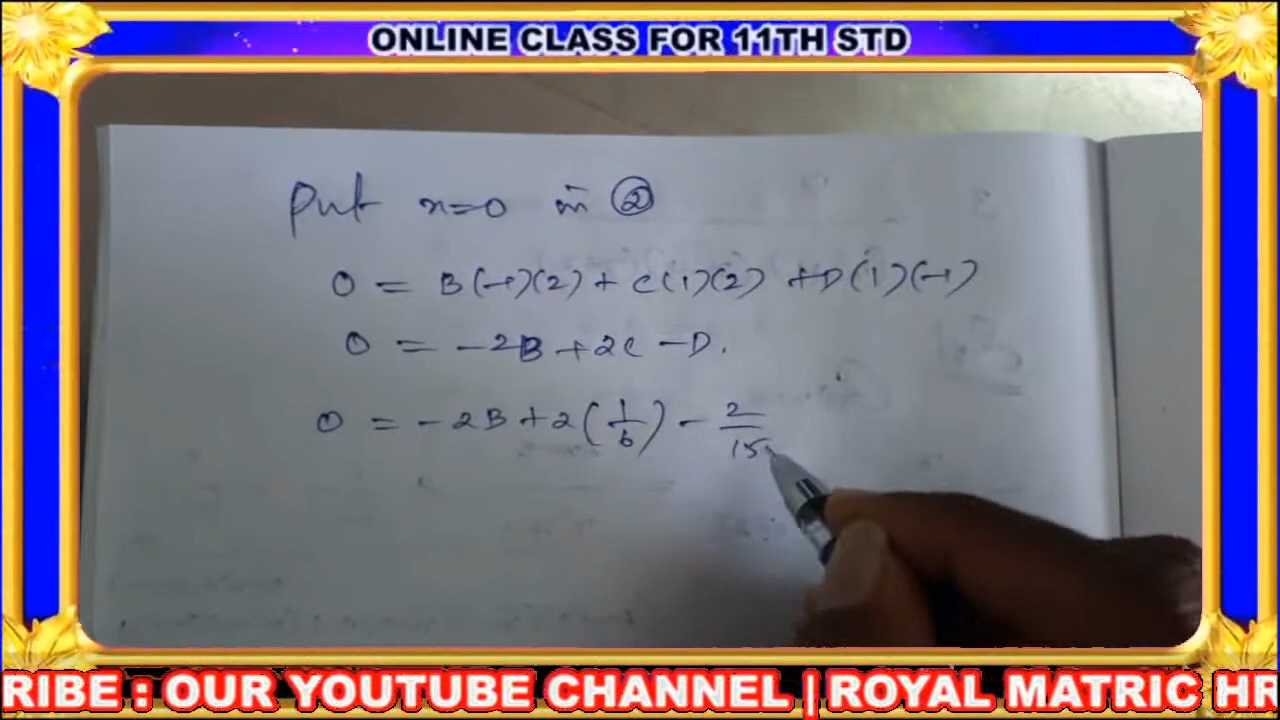 ONLINE CLASS FOR 11TH STD
Put x=0 in ②
0 = B(-1)(2) + C(1)(2) + D(1)(-1)
0 = -2B + 2C - D.
0 = -2B + 2(1/6) - 2/15
RIBE : OUR YOUTUBE CHANNEL | ROYAL MATRIC HR